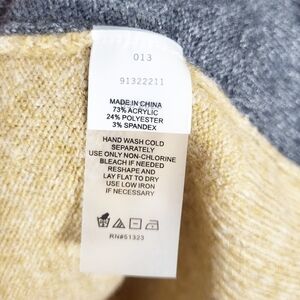 013
91322211
MADE IN CHINA
73% ACRYLIC
24% POLYESTER
3% SPANDEX
HAND WASH COLD
SEPARATELY
USE ONLY NON-CHLORINE
BLEACH IF NEEDED
RESHAPE AND
LAY FLAT TO DRY
USE LOW IRON
IF NECESSARY
RN#51323